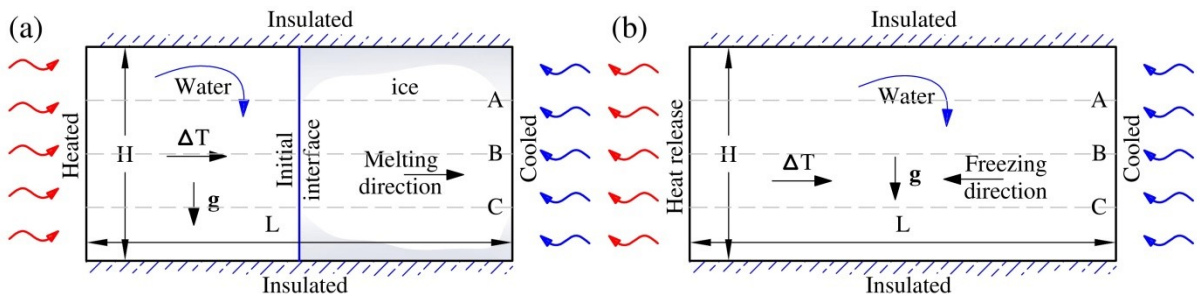 (a)
Insulated
Water
ice
A
Heated
H
ΔT
Initial
interface
B
Melting
direction
Cooled
g
C
L
Insulated
(b)
Insulated
Water
A
Heat release
H
ΔT
g
B
Freezing
direction
Cooled
C
L
Insulated